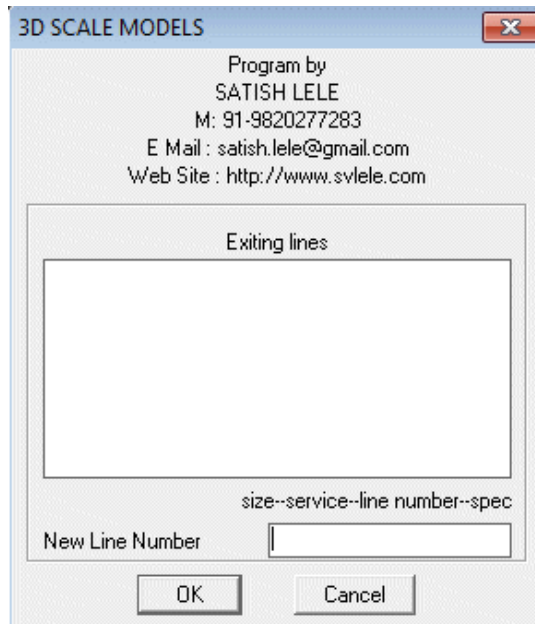 3D SCALE MODELS
Program by
SATISH LELE
M: 91-9820277283
E Mail : satish.lele@gmail.com
Web Site : http://www.svlele.com
Exiting lines
size--service--line number--spec
New Line Number
OK
Cancel